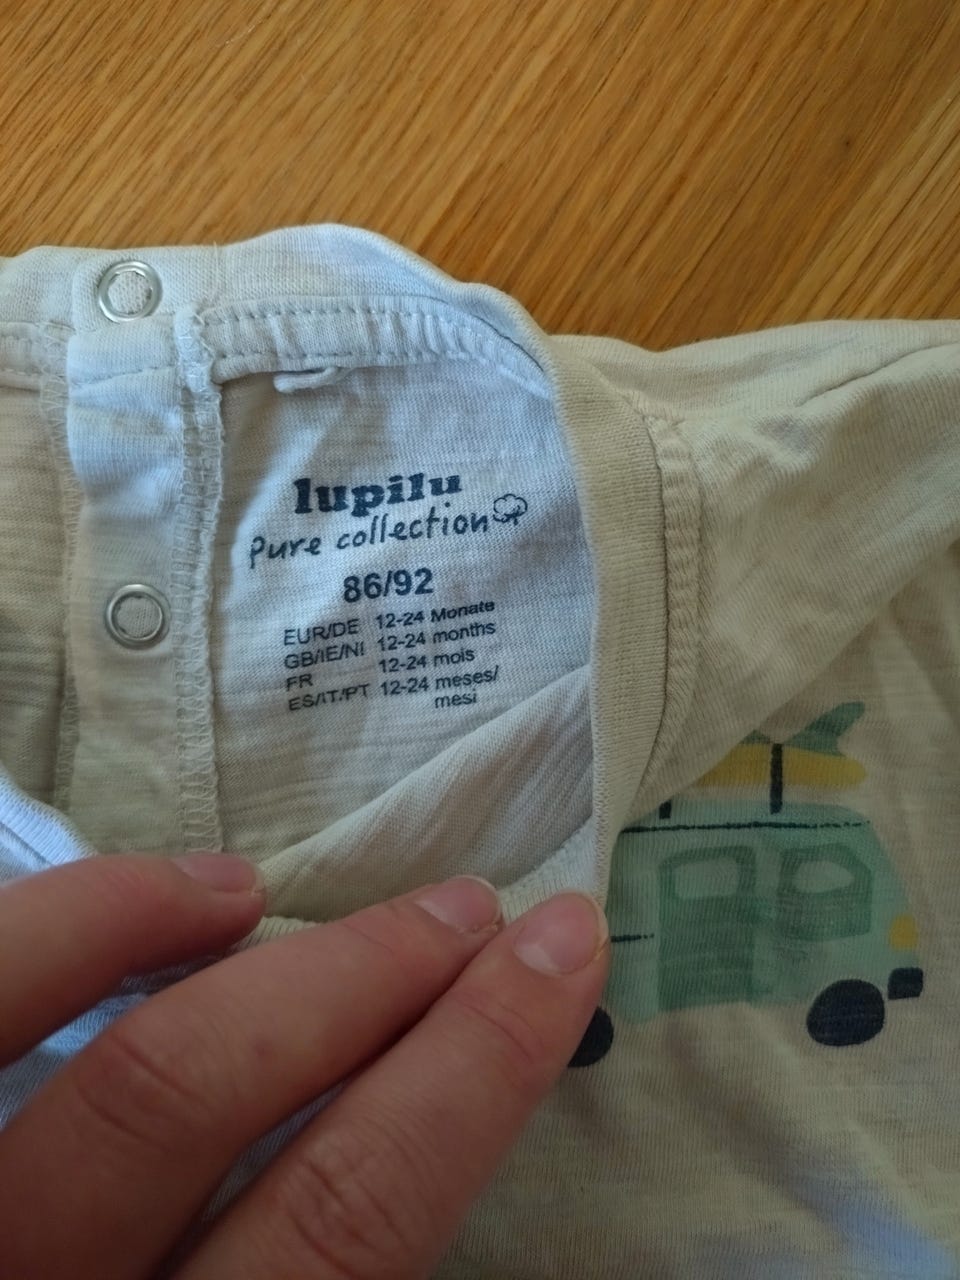 lupilu
pure collection
86/92
EUR/DE 12-24 Monate
GB/IE/NI 12-24 months
FR 12-24 mois
ES/IT/PT 12-24 meses/
mesi